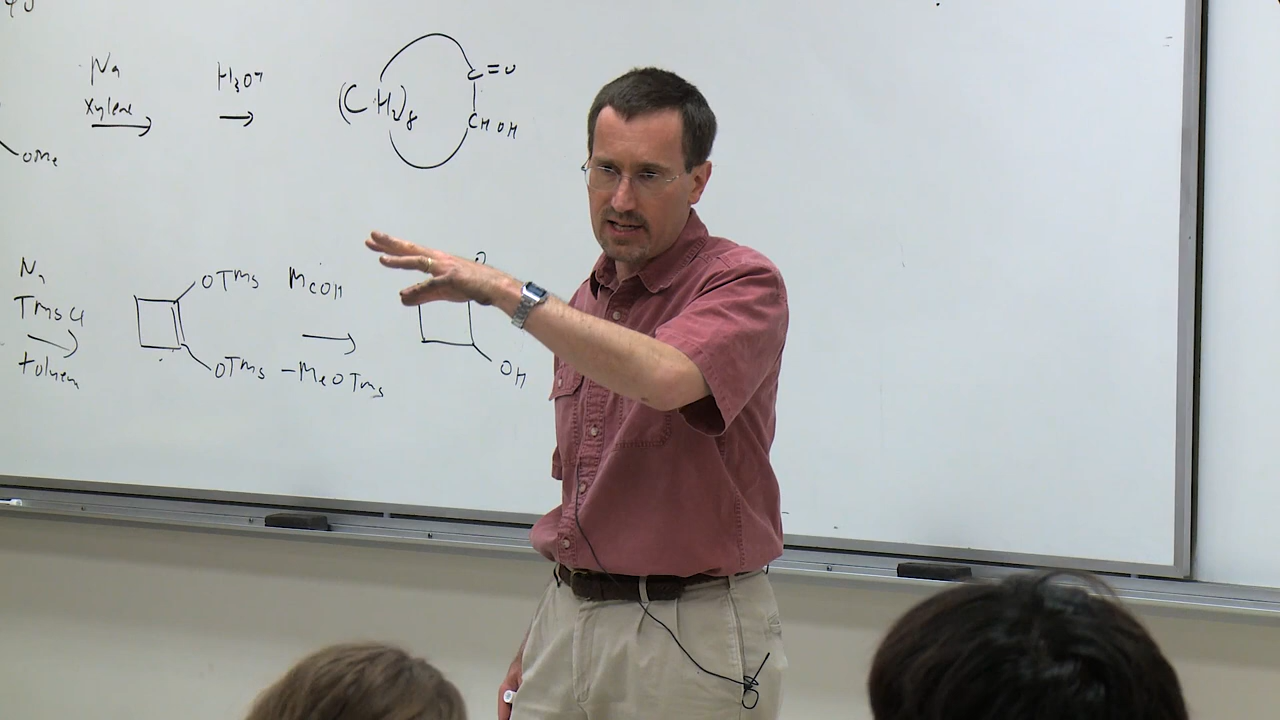 Na
xylene
H3O+
(CH2)8
C=O
CHOH
OMe
Na
TMSCl
toluene
OTMS
OTMS
MeOH
-MeOTMS
O
OH